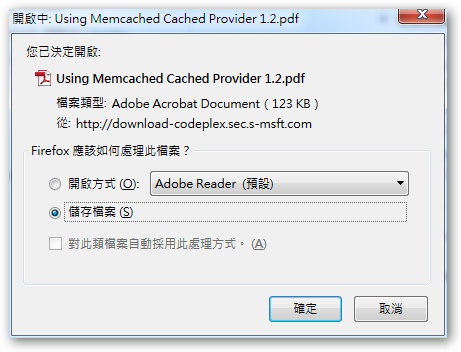 開啟中: Using Memcached Cached Provider 1.2.pdf
您已決定開啟:
Using Memcached Cached Provider 1.2.pdf
檔案類型: Adobe Acrobat Document ( 123 KB )
從: http://download-codeplex.sec.s-msft.com
Firefox 應該如何處理此檔案？
開啟方式 (O): Adobe Reader (預設)
儲存檔案 (S)
對此類檔案自動採用此處理方式。(A)
確定 取消